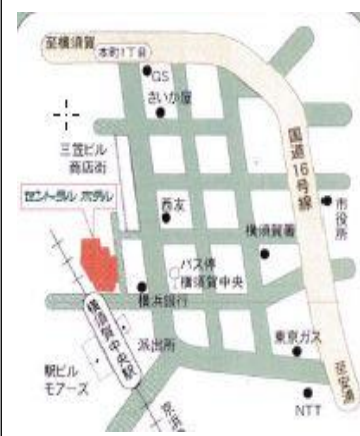 至横須賀
本町1丁目
GS
さいか屋
三笠ビル
商店街
国道16号線
セントラル ホテル
西友
市役所
横須賀署
バス停
横須賀中央
横浜銀行
横須賀中央駅
派出所
東京ガス
駅ビル
モアーズ
至安浦
NTT
京浜